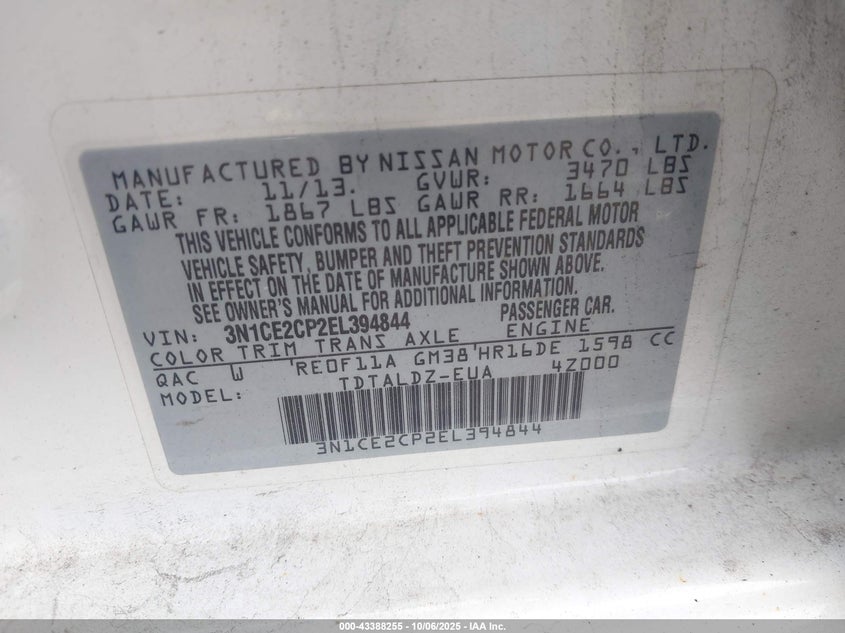 MANUFACTURED BY NISSAN MOTOR CO., LTD.
DATE: 11/13. GVWR: 3470 LBS
GAWR FR: 1867 LBS GAWR RR: 1664 LBS
THIS VEHICLE CONFORMS TO ALL APPLICABLE FEDERAL MOTOR
VEHICLE SAFETY, BUMPER AND THEFT PREVENTION STANDARDS
IN EFFECT ON THE DATE OF MANUFACTURE SHOWN ABOVE.
SEE OWNER'S MANUAL FOR ADDITIONAL INFORMATION.
VIN: 3N1CE2CP2EL394844 PASSENGER CAR.
COLOR TRIM TRANS AXLE ENGINE
QAC W RE0F11A GM38 HR16DE 1598 CC
MODEL: TDTALDZ-EUA 4Z000
3N1CE2CP2EL394844
000-43388255 - 10/06/2025 - IAA Inc.